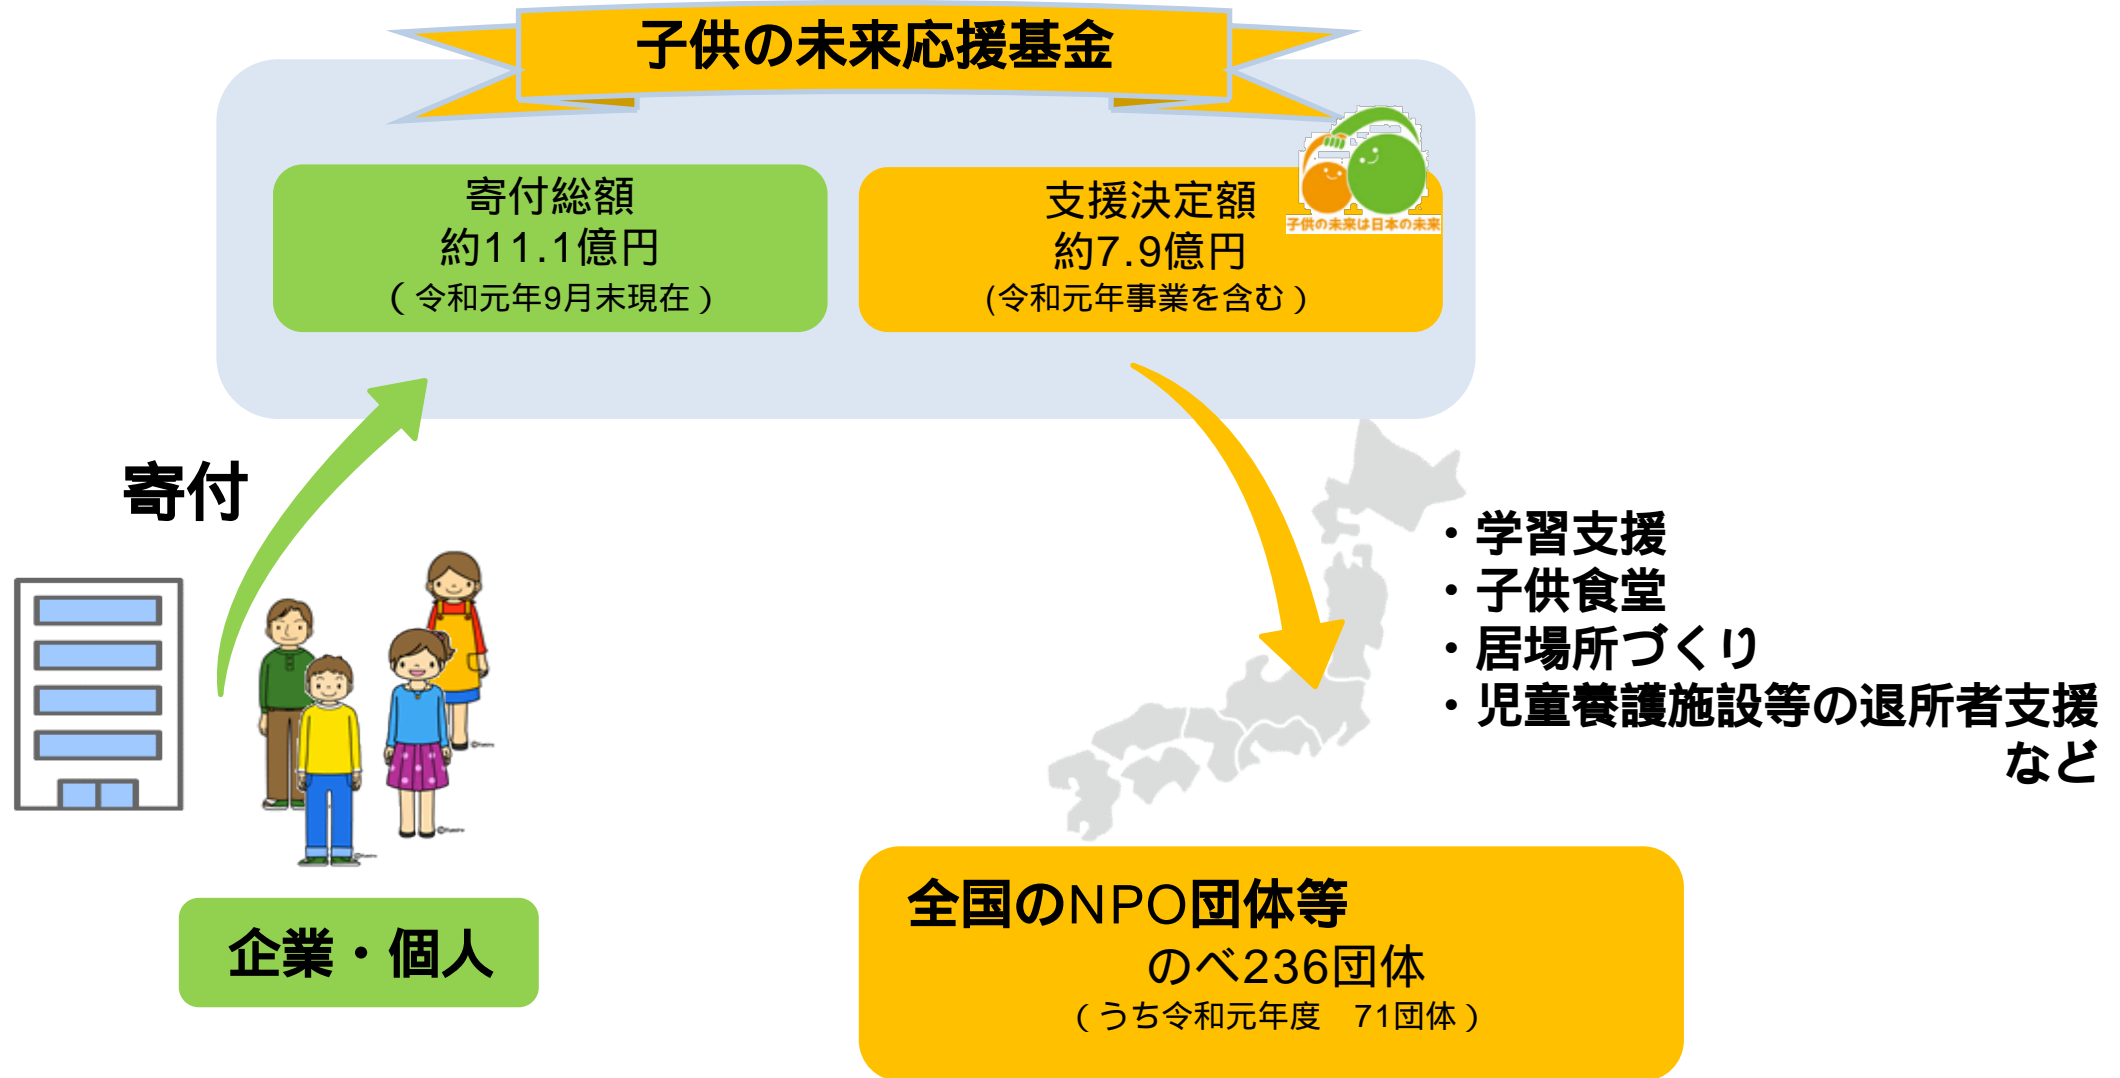 子供の未来応援基金
寄付総額
約11.1億円
(令和元年9月末現在)
支援決定額
約7.9億円
(令和元年事業を含む)
子供の未来は日本の未来
寄付
・学習支援
・子供食堂
・居場所づくり
・児童養護施設等の退所者支援
など
企業・個人
全国のNPO団体等
のべ236団体
(うち令和元年度　71団体)